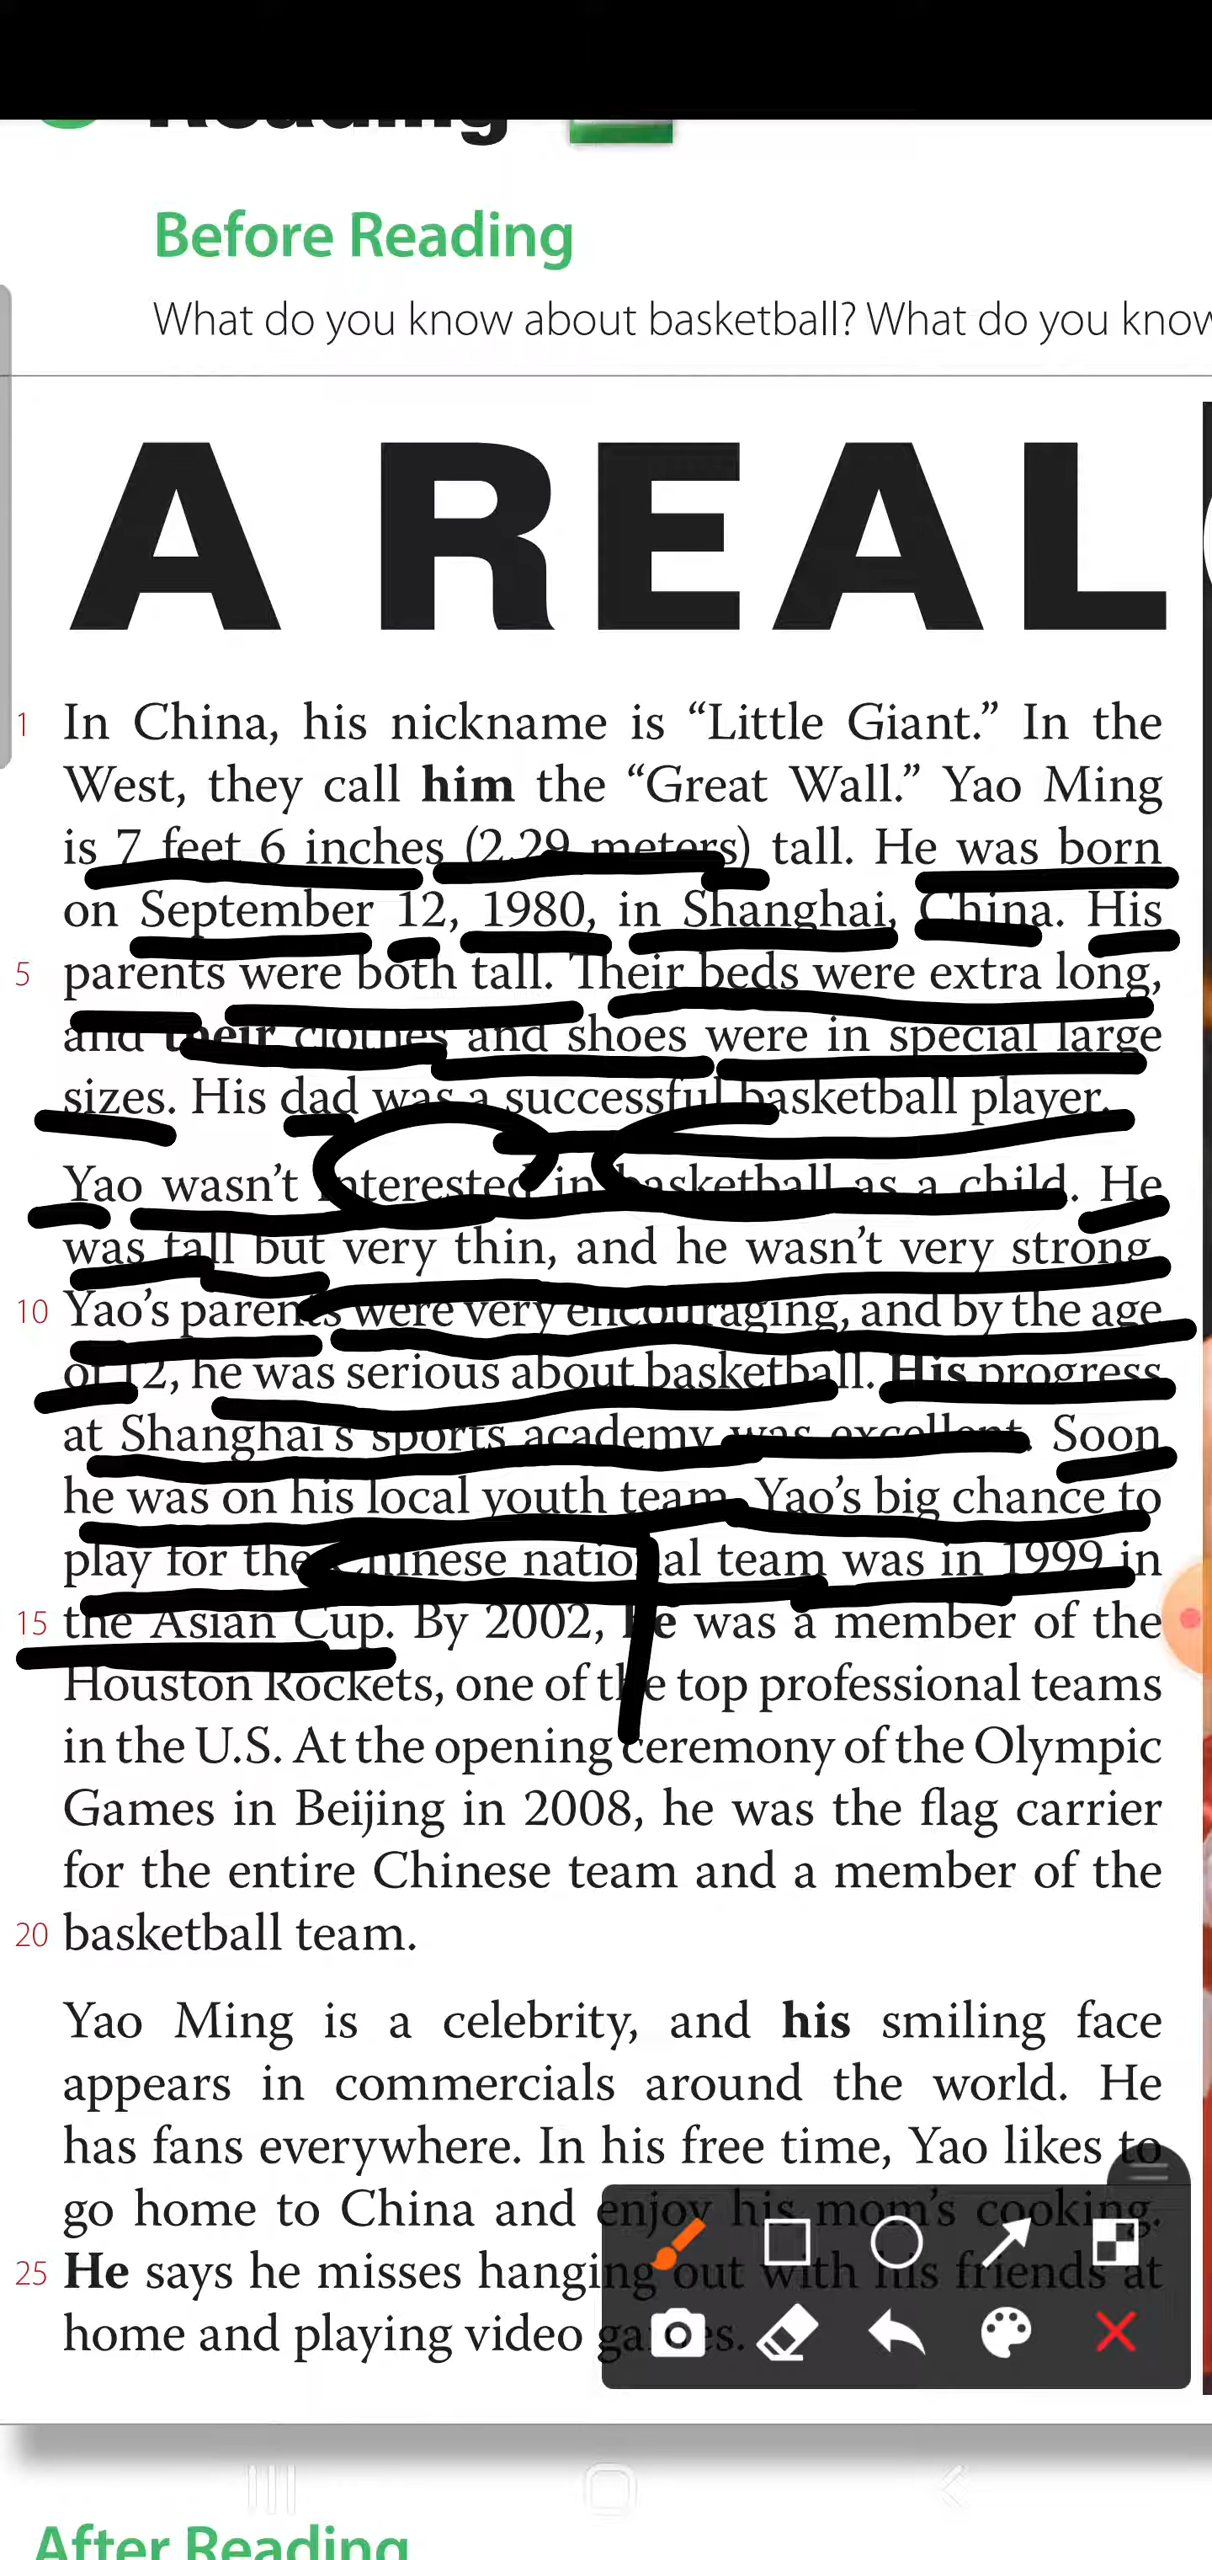 Reading
Before Reading
What do you know about basketball? What do you know
A REAL
1 In China, his nickname is “Little Giant.” In the
West, they call him the “Great Wall.” Yao Ming
is 7 feet 6 inches (2.29 meters) tall. He was born
on September 12, 1980, in Shanghai, China. His
5 parents were both tall. Their beds were extra long,
and their clothes and shoes were in special large
sizes. His dad was a successful basketball player.
Yao wasn’t interested in basketball as a child. He
was tall but very thin, and he wasn’t very strong
10 Yao’s parents were very encouraging, and by the age
of 12, he was serious about basketball. His progress
at Shanghai’s sports academy was excellent. Soon
he was on his local youth team. Yao’s big chance to
play for the Chinese national team was in 1999 in
15 the Asian Cup. By 2002, he was a member of the
Houston Rockets, one of the top professional teams
in the U.S. At the opening ceremony of the Olympic
Games in Beijing in 2008, he was the flag carrier
for the entire Chinese team and a member of the
20 basketball team.
Yao Ming is a celebrity, and his smiling face
appears in commercials around the world. He
has fans everywhere. In his free time, Yao likes to
go home to China and enjoy his mom’s cooking.
25 He says he misses hanging out with his friends at
home and playing video games.
After Reading